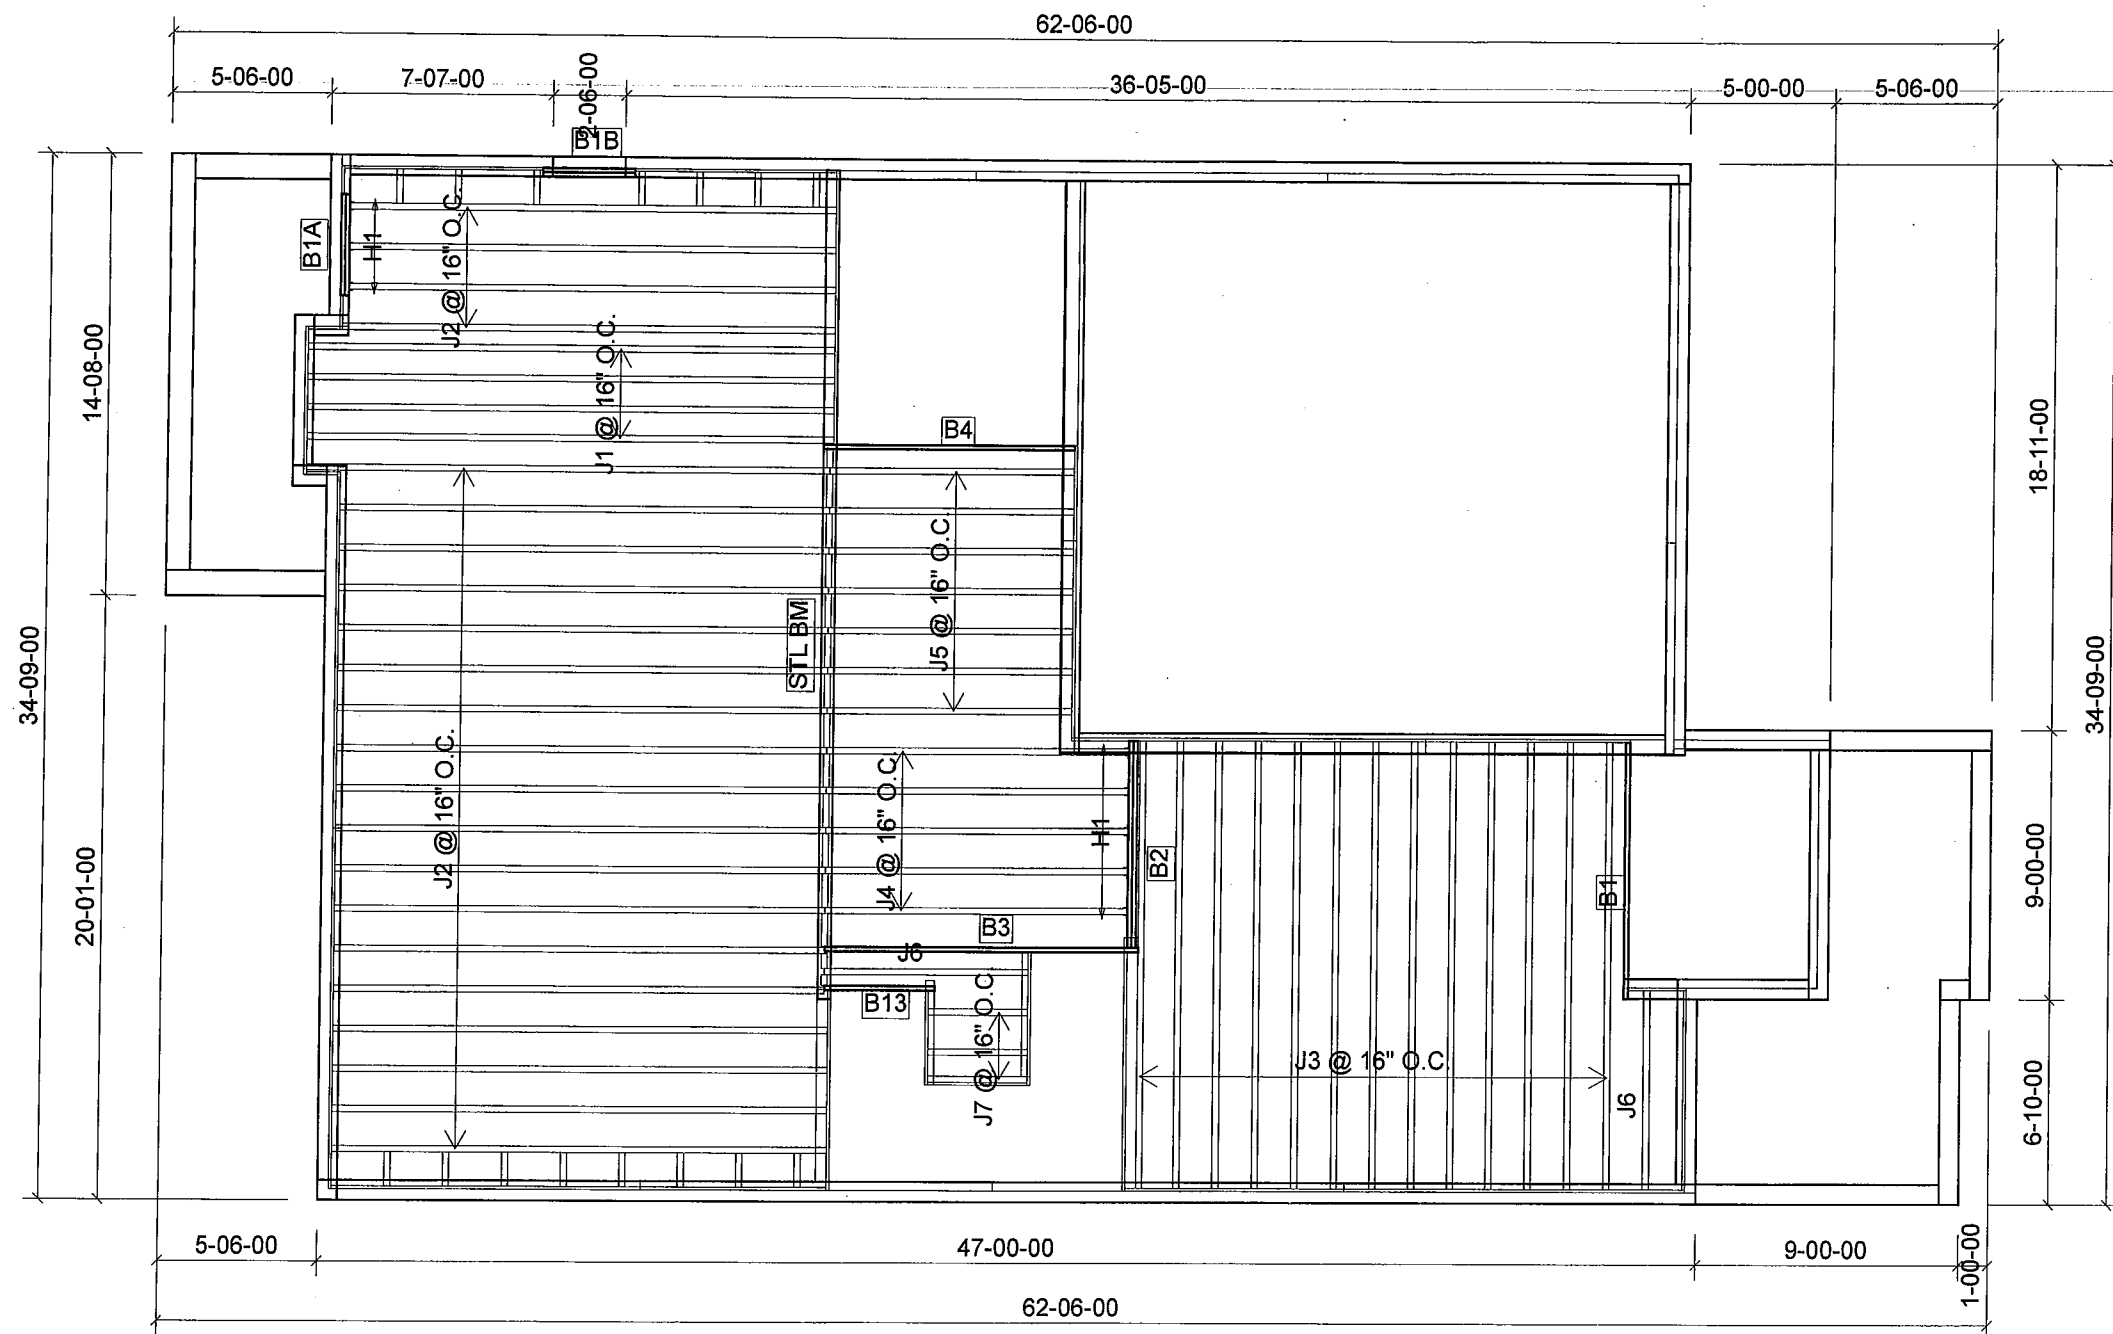 62-06-00
5-06-00
7-07-00
2-06-00
36-05-00
5-00-00
5-06-00
B1B
B1A
H1
J2 @ 16" O.C.
J1 @ 16" O.C.
14-08-00
34-09-00
20-01-00
B4
18-11-00
34-09-00
J5 @ 16" O.C.
STL BM
J2 @ 16" O.C.
J4 @ 16" O.C.
H1
B2
B1
9-00-00
B3
J6
B13
J7 @ 16" O.C.
J3 @ 16" O.C.
J6
6-10-00
5-06-00
47-00-00
9-00-00
1-00-00
62-06-00